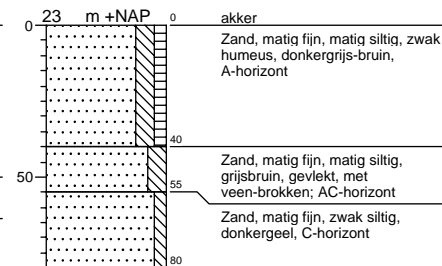 23 m +NAP
0
0
akker
Zand, matig fijn, matig siltig, zwak
humeus, donkergrijs-bruin,
A-horizont
40
Zand, matig fijn, matig siltig,
grijsbruin, gevlekt, met
veen-brokken; AC-horizont
50
55
Zand, matig fijn, zwak siltig,
donkergeel, C-horizont
80